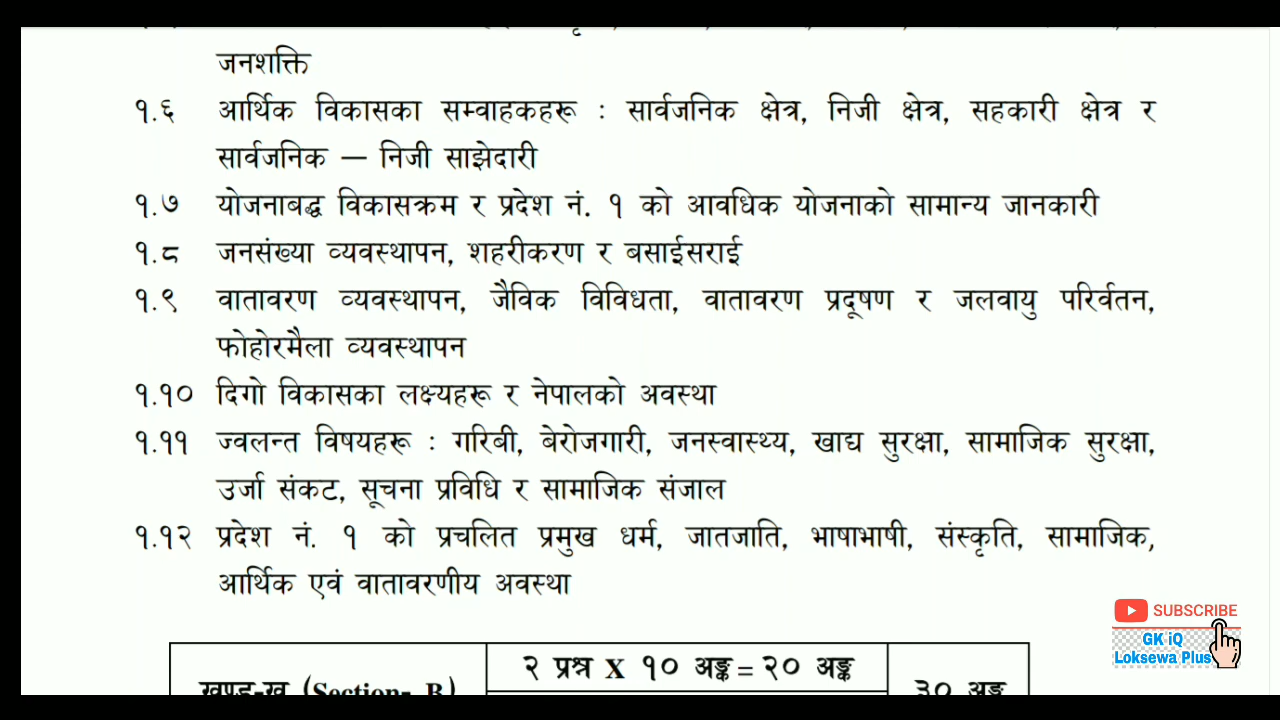 जनशक्ति
१.६ आर्थिक विकासका सम्वाहकहरू : सार्वजनिक क्षेत्र, निजी क्षेत्र, सहकारी क्षेत्र र
सार्वजनिक – निजी साझेदारी
१.७ योजनाबद्ध विकासक्रम र प्रदेश नं. १ को आवधिक योजनाको सामान्य जानकारी
१.८ जनसंख्या व्यवस्थापन, शहरीकरण र बसाईसराई
१.९ वातावरण व्यवस्थापन, जैविक विविधता, वातावरण प्रदूषण र जलवायु परिर्वतन,
फोहोरमैला व्यवस्थापन
१.१० दिगो विकासका लक्ष्यहरू र नेपालको अवस्था
१.११ ज्वलन्त विषयहरू : गरिबी, बेरोजगारी, जनस्वास्थ्य, खाद्य सुरक्षा, सामाजिक सुरक्षा,
उर्जा संकट, सूचना प्रविधि र सामाजिक संजाल
१.१२ प्रदेश नं. १ को प्रचलित प्रमुख धर्म, जातजाति, भाषाभाषी, संस्कृति, सामाजिक,
आर्थिक एवं वातावरणीय अवस्था
SUBSCRIBE
GK iQ
Loksewa Plus
२ प्रश्न X १० अङ्क = २० अङ्क
खण्ड-ख (Section- B)
३० अङ्क